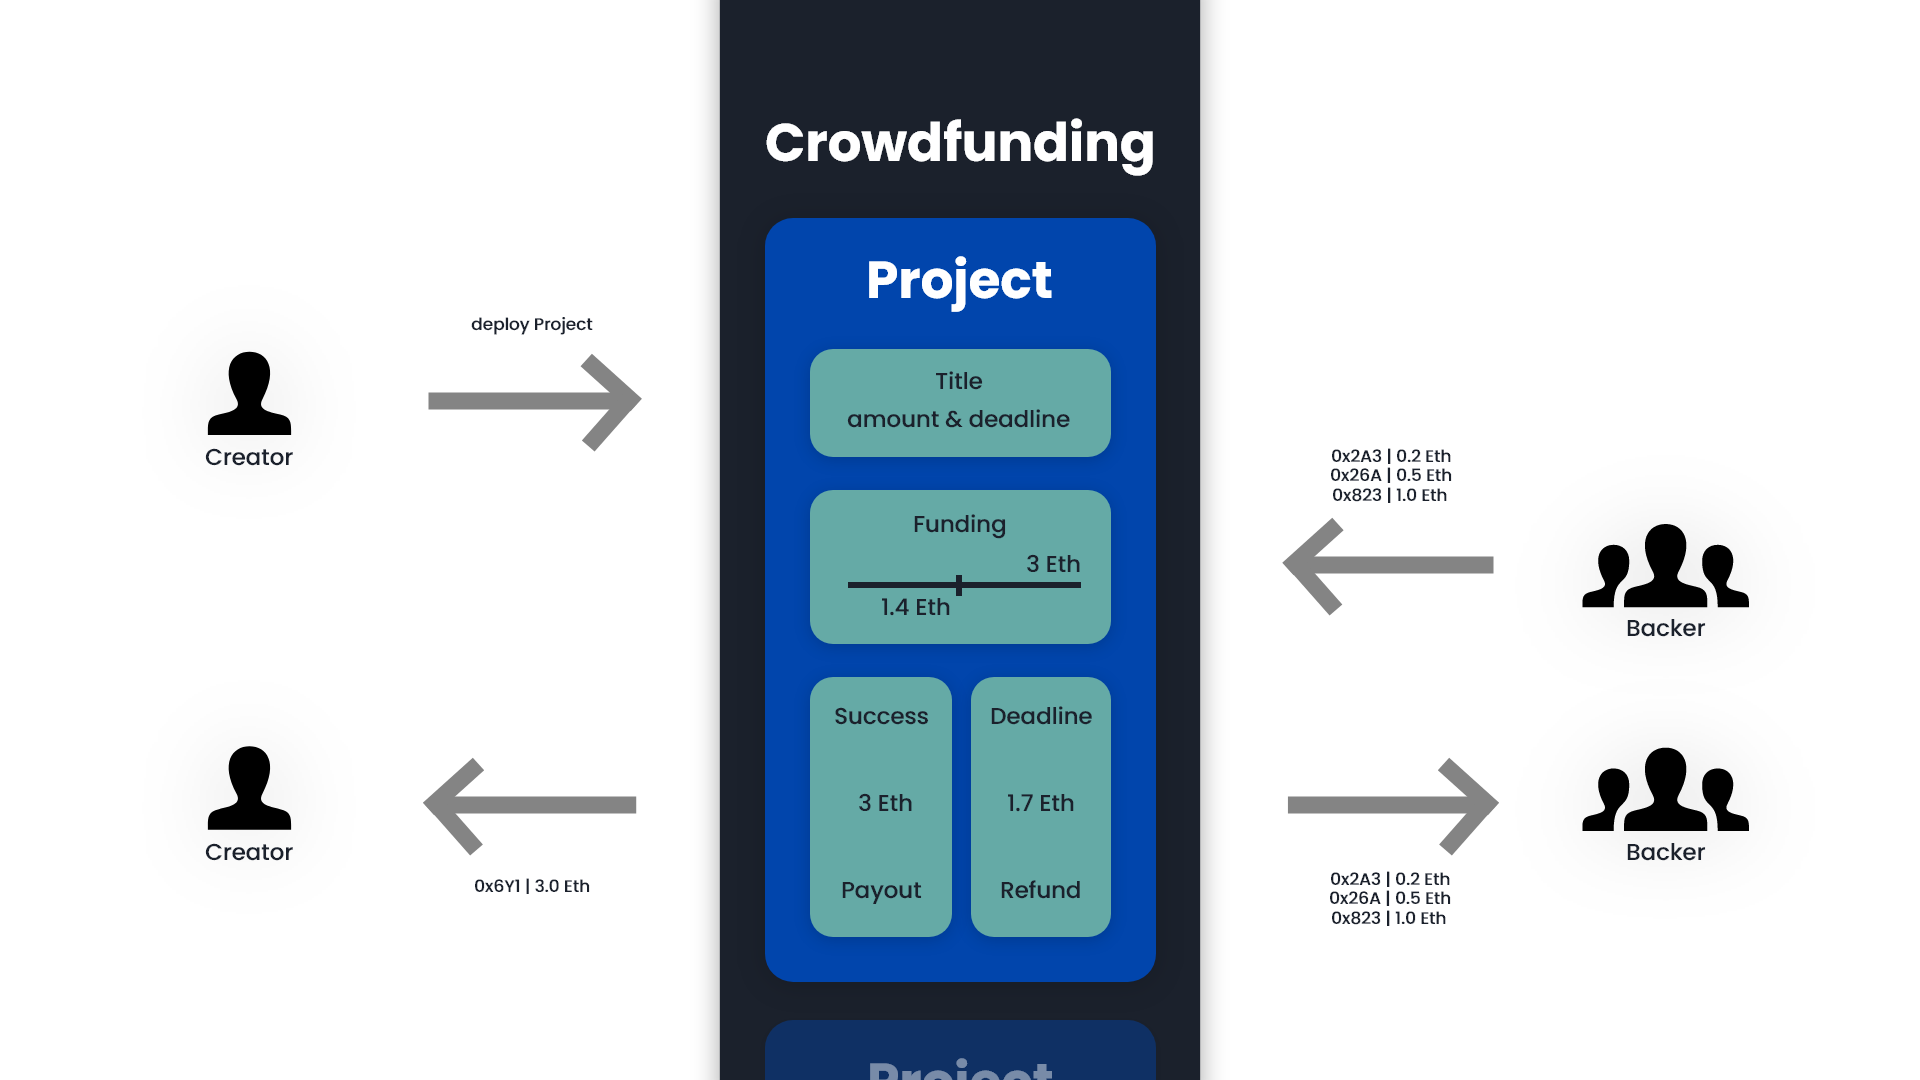 Crowdfunding
Project
deploy Project
Creator
Title
amount & deadline
0x2A3 | 0.2 Eth
0x26A | 0.5 Eth
0x823 | 1.0 Eth
Backer
Funding
3 Eth
1.4 Eth
Success
3 Eth
Payout
Deadline
1.7 Eth
Refund
Creator
0x6Y1 | 3.0 Eth
Backer
0x2A3 | 0.2 Eth
0x26A | 0.5 Eth
0x823 | 1.0 Eth
Project